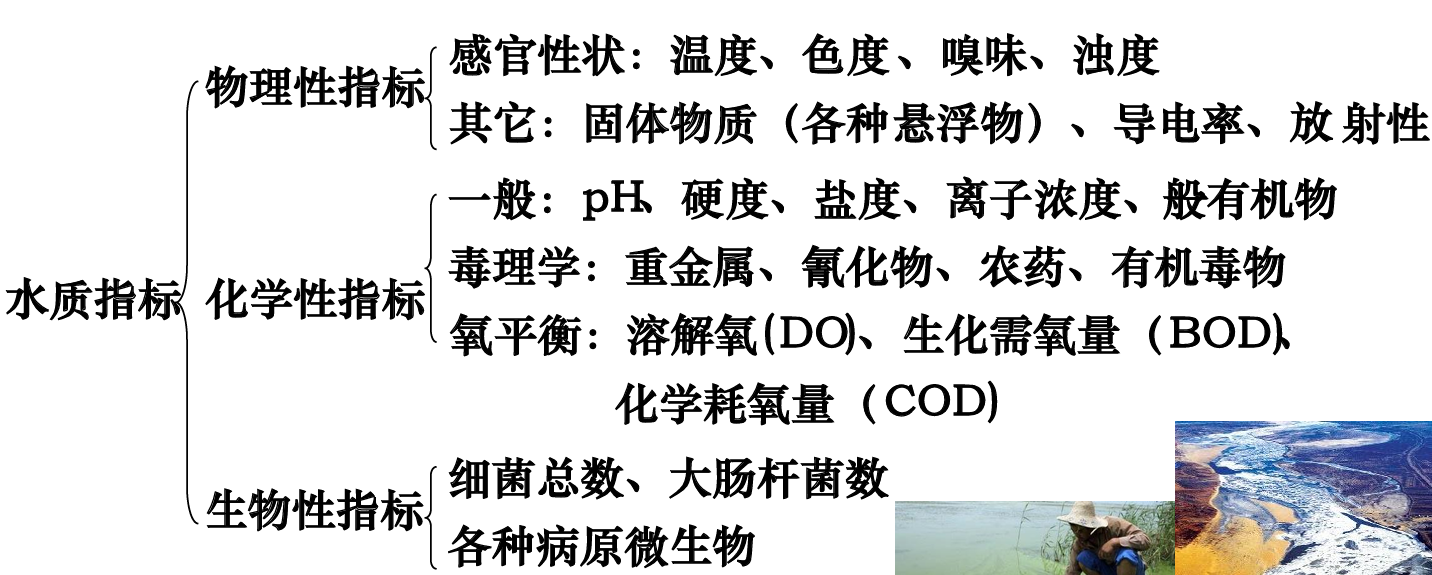 感官性状：温度、色度、嗅味、浊度
物理性指标
其它：固体物质（各种悬浮物）、导电率、放射性
一般：pH、硬度、盐度、离子浓度、般有机物
毒理学：重金属、氰化物、农药、有机毒物
水质指标
化学性指标
氧平衡：溶解氧(DO)、生化需氧量（BOD)、
化学耗氧量（COD)
细菌总数、大肠杆菌数
生物性指标
各种病原微生物